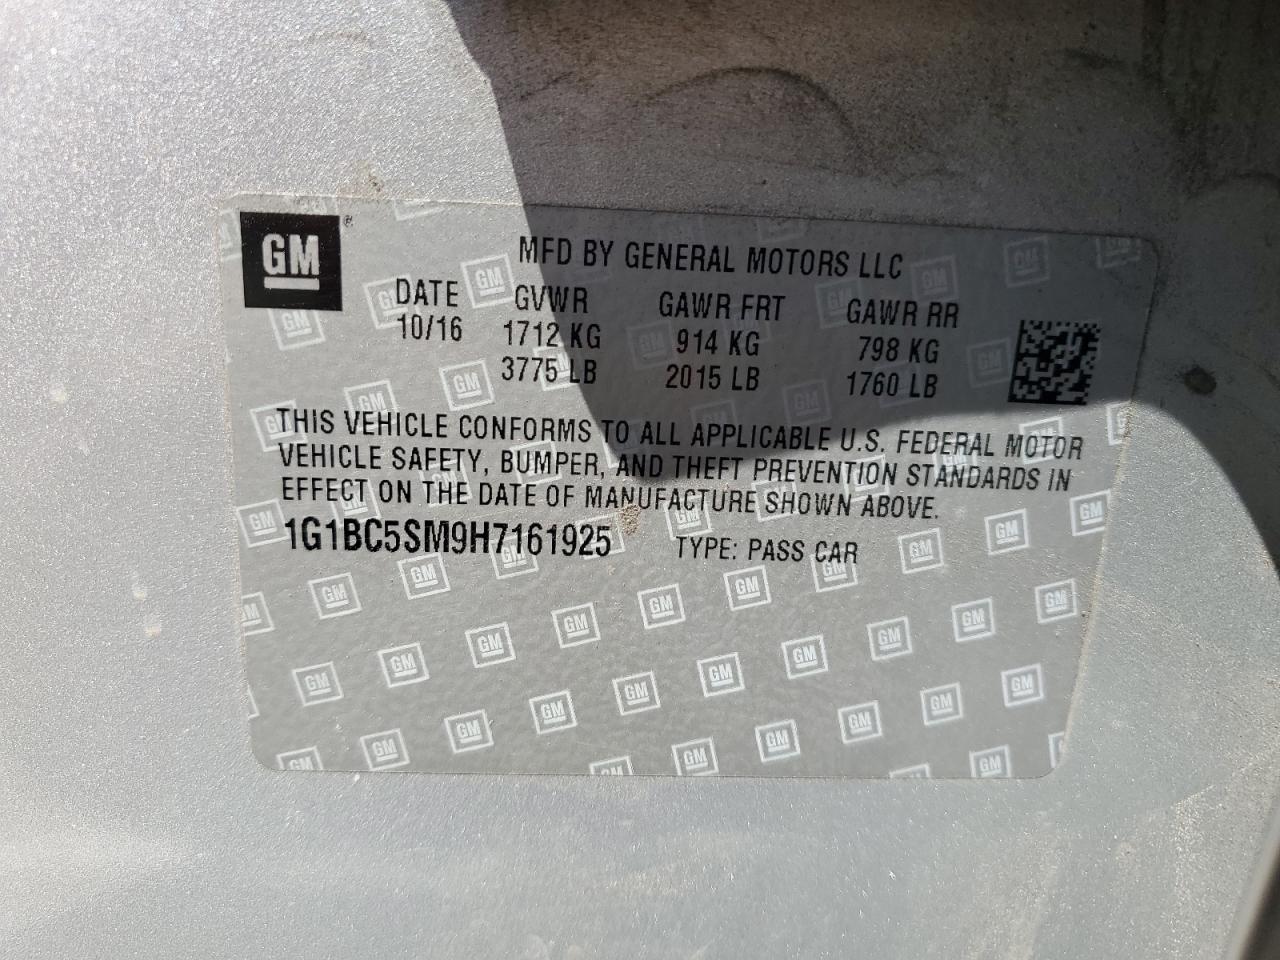 GM ®
MFD BY GENERAL MOTORS LLC
DATE GVWR GAWR FRT GAWR RR
10/16 1712 KG 914 KG 798 KG
3775 LB 2015 LB 1760 LB
THIS VEHICLE CONFORMS TO ALL APPLICABLE U.S. FEDERAL MOTOR
VEHICLE SAFETY, BUMPER, AND THEFT PREVENTION STANDARDS IN
EFFECT ON THE DATE OF MANUFACTURE SHOWN ABOVE.
1G1BC5SM9H7161925 TYPE: PASS CAR